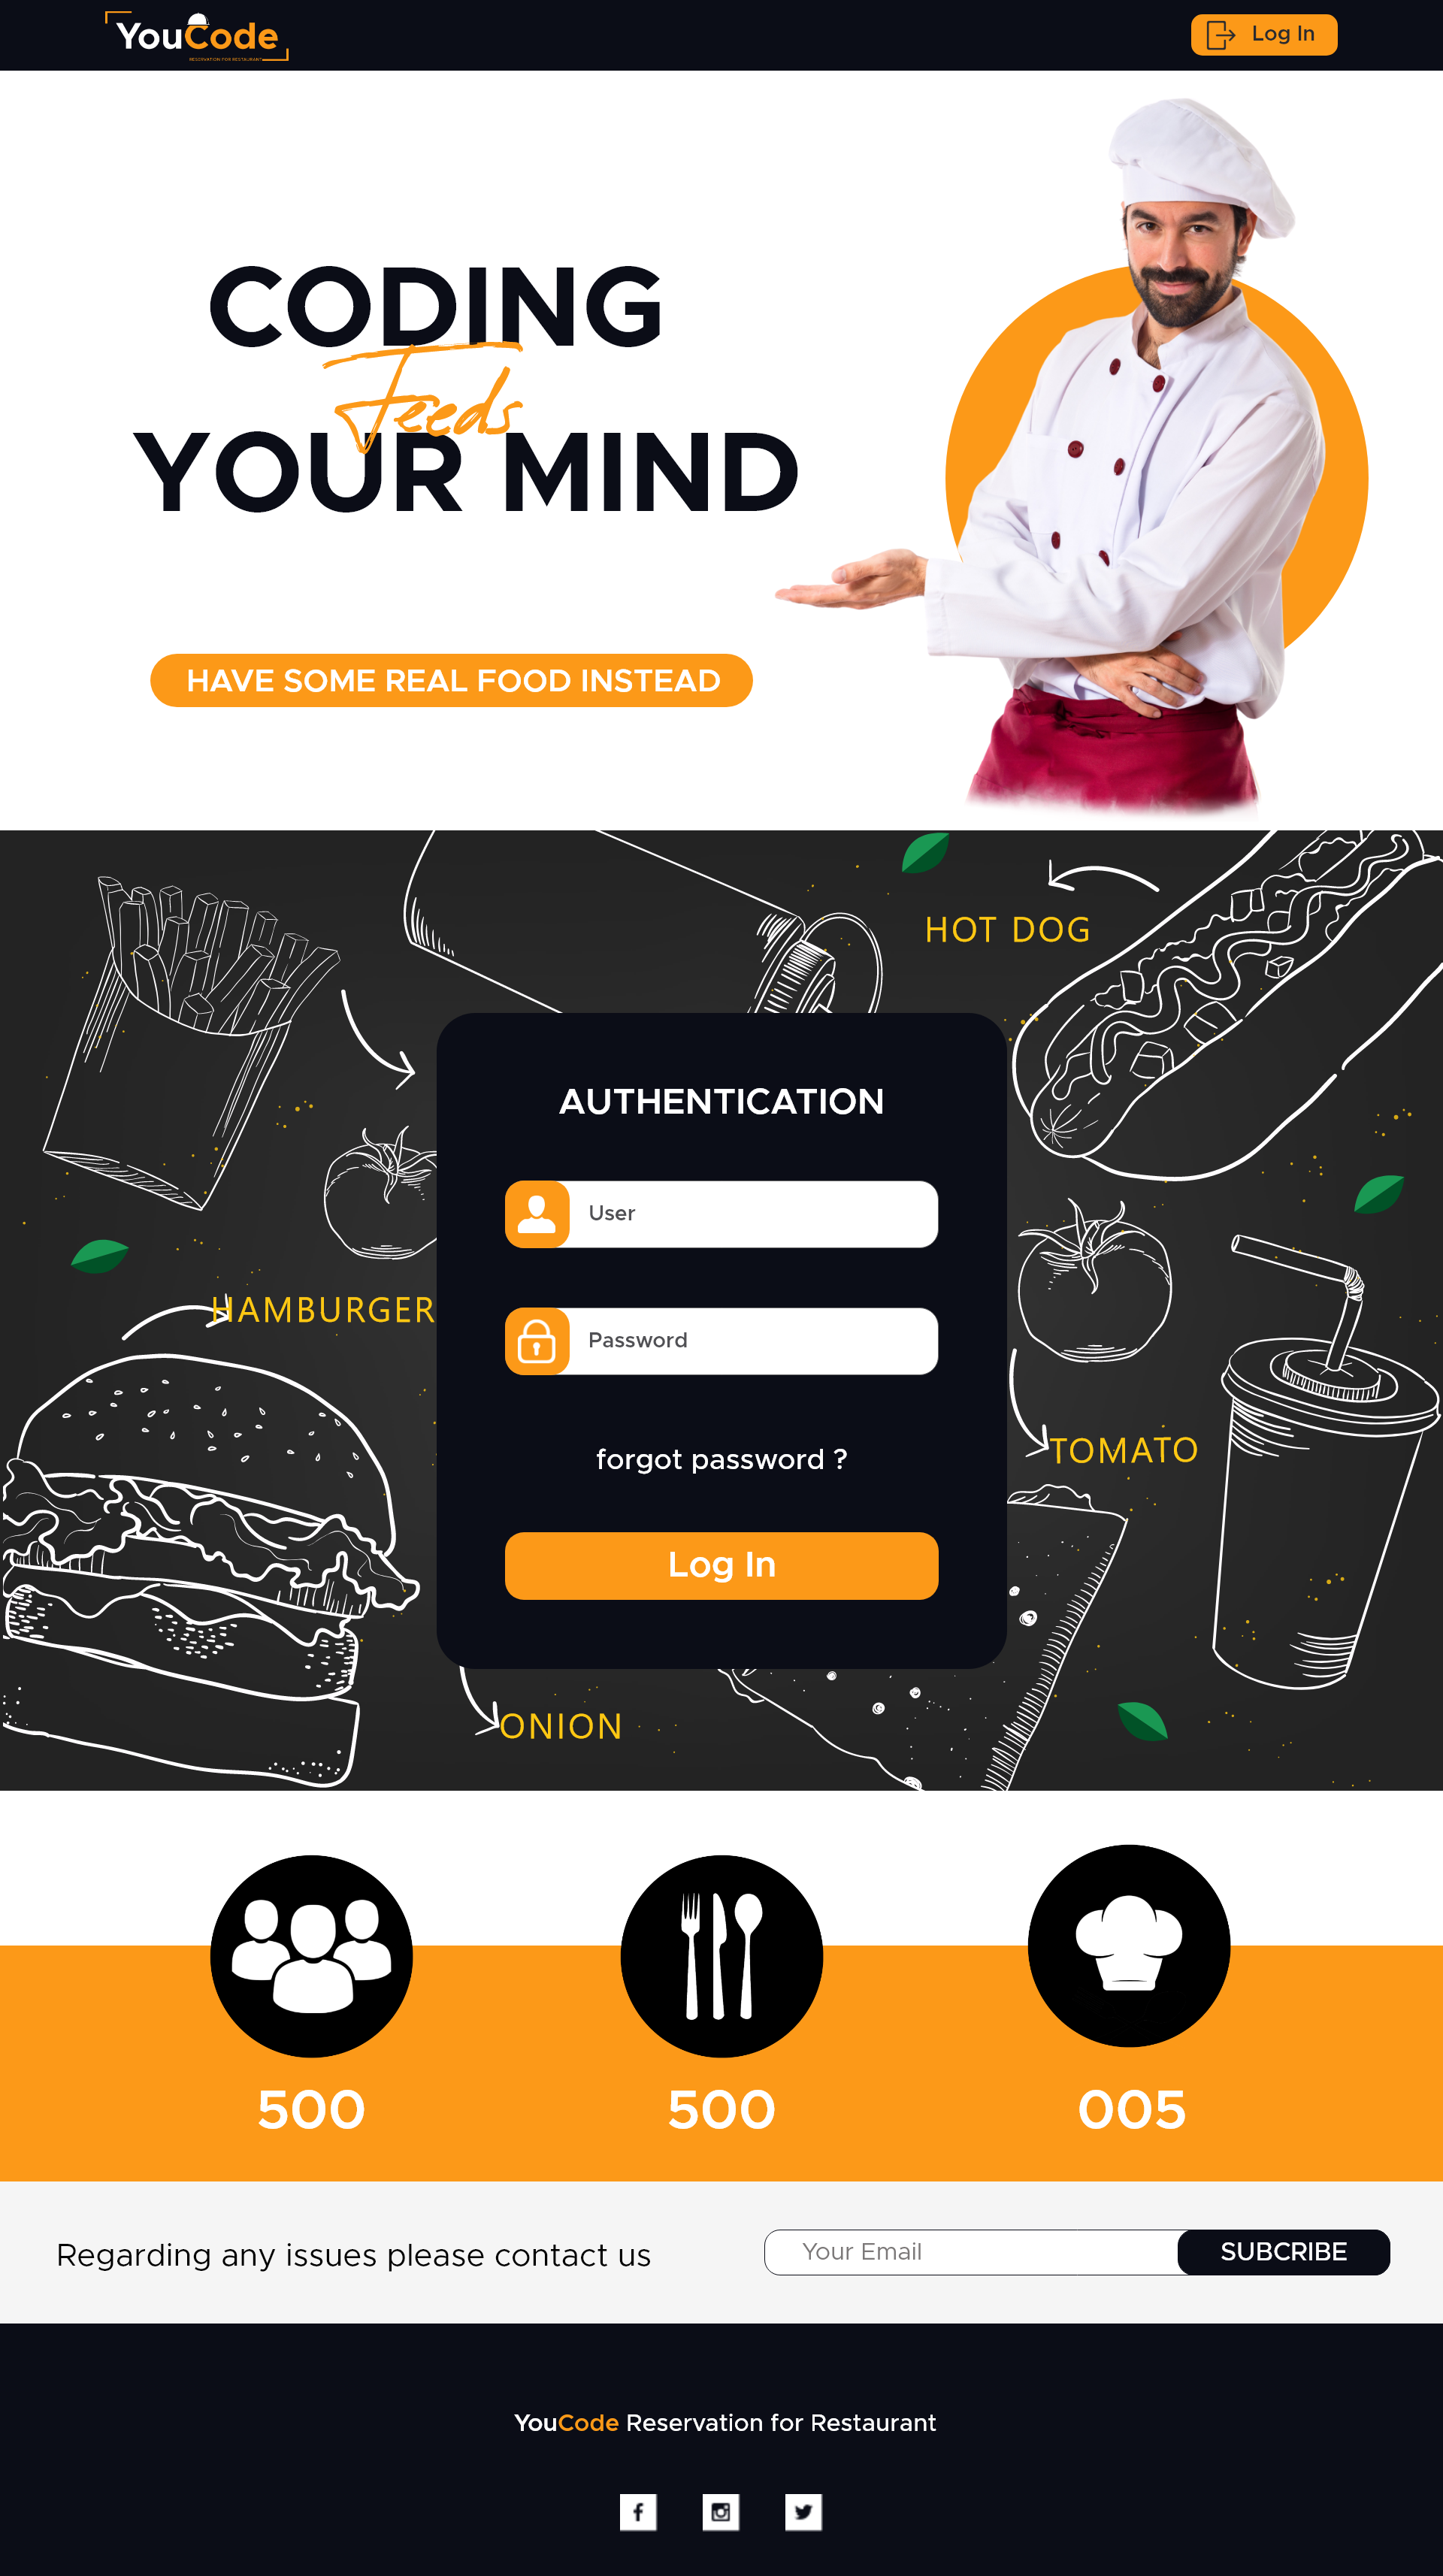 YouCode
RESERVATION FOR RESTAURANT
Log In
CODING
Feeds
YOUR MIND
HAVE SOME REAL FOOD INSTEAD
HOT DOG
AUTHENTICATION
User
HAMBURGER
Password
TOMATO
forgot password ?
Log In
ONION
500
500
005
Regarding any issues please contact us
Your Email
SUBCRIBE
YouCode Reservation for Restaurant